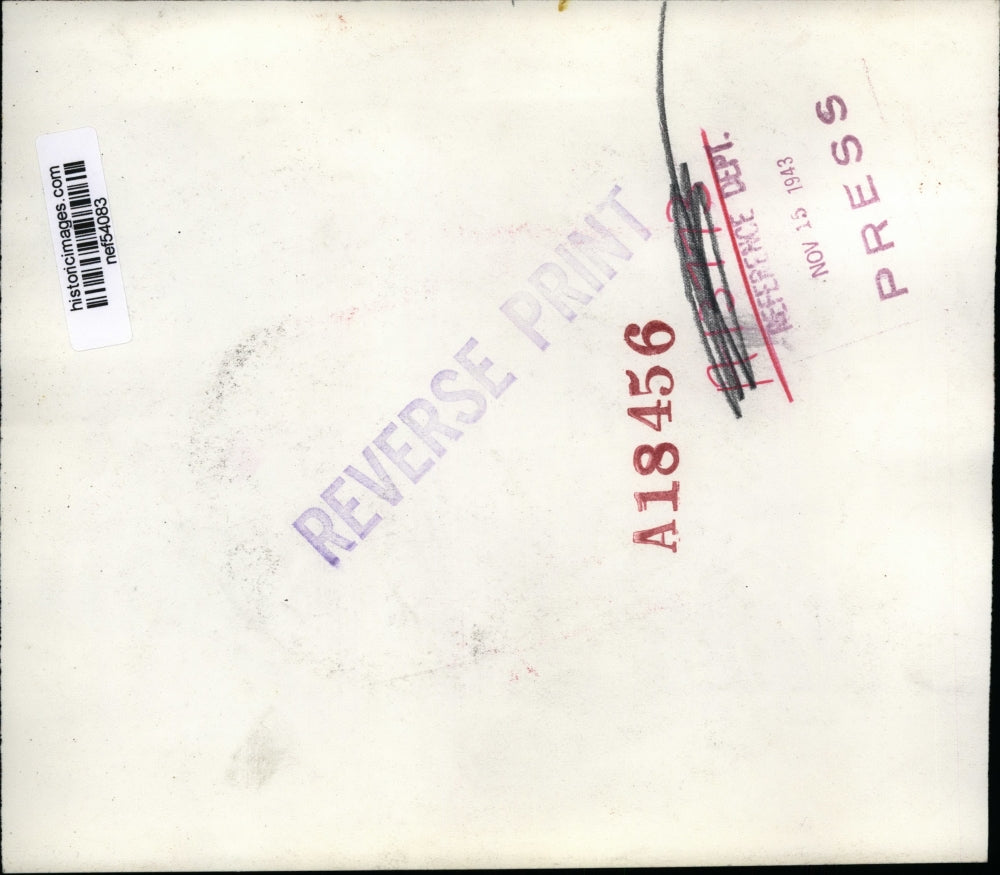 historicimages.com
nef54083
REVERSE PRINT
A18456
REFERENCE DEPT.
NOV 15 1943
PRESS